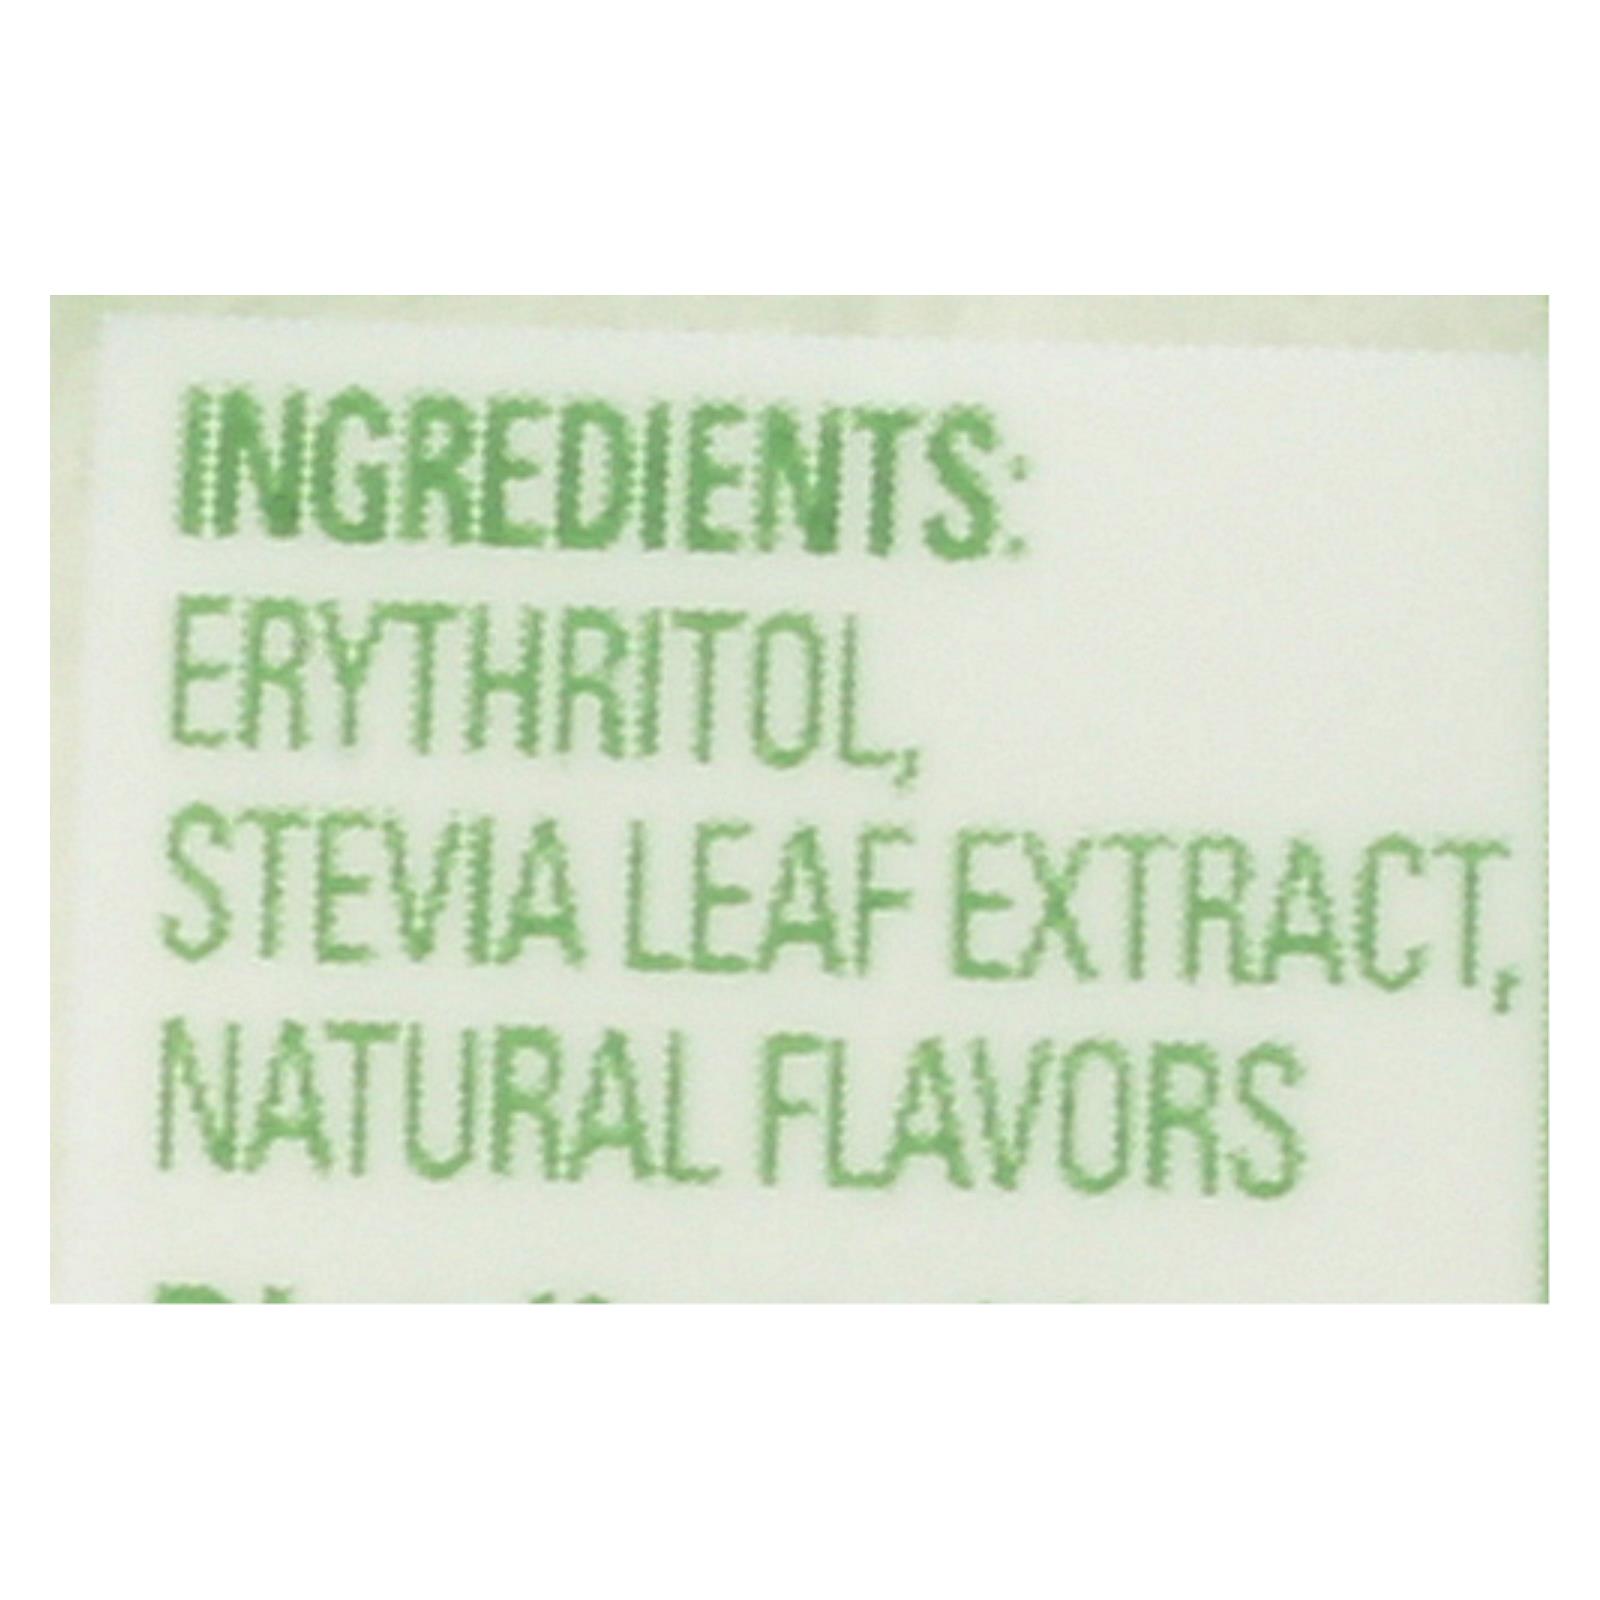 INGREDIENTS:
ERYTHRITOL,
STEVIA LEAF EXTRACT,
NATURAL FLAVORS